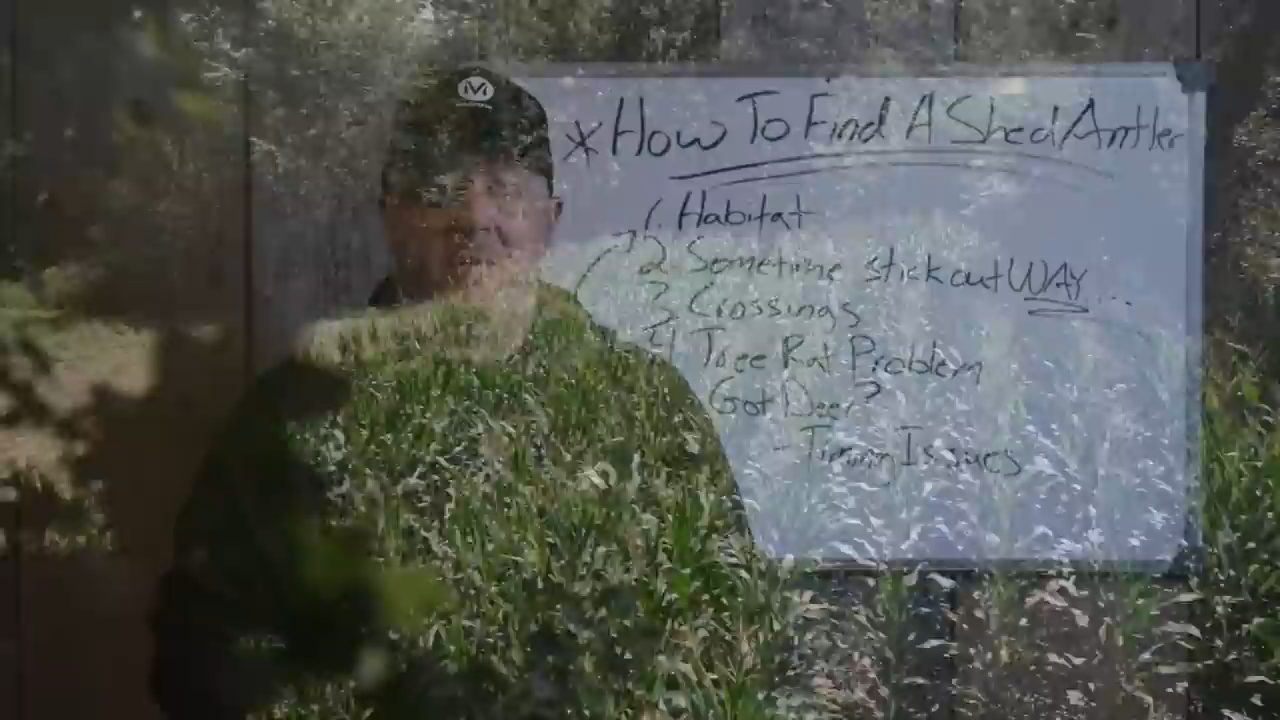 * How To Find A Shed Antler
1. Habitat
2. Sometime stick out WAY...
3. Crossings
4 Tree Rat Problem
Got Deer?
- Timing Issues